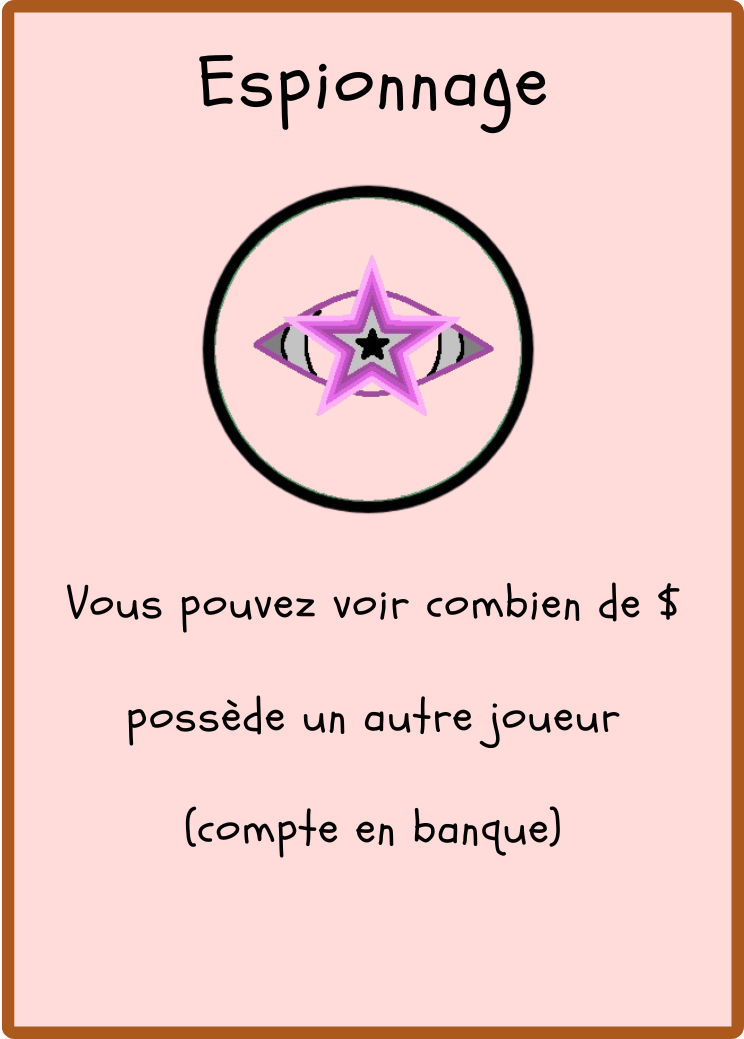 Espionnage
Vous pouvez voir combien de $
possède un autre joueur
(compte en banque)